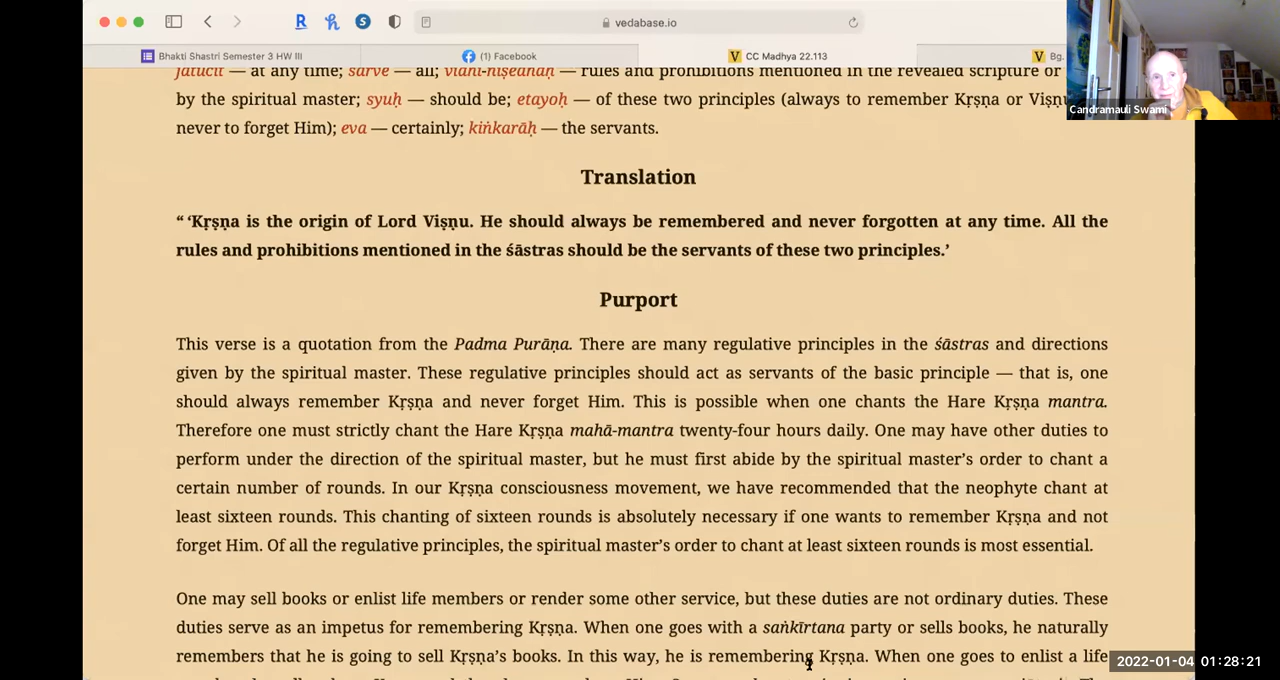 vedabase.io
Bhakti Shastri Semester 3 HW III
(1) Facebook
CC Madhya 22.113
Bg.
Candramauli Swami
jātucit — at any time; sarve — all; vidhi-niṣedhāḥ — rules and prohibitions mentioned in the revealed scripture or
by the spiritual master; syuḥ — should be; etayoḥ — of these two principles (always to remember Kṛṣṇa or Viṣṇu
never to forget Him); eva — certainly; kiṅkarāḥ — the servants.
Translation
“ ‘Kṛṣṇa is the origin of Lord Viṣṇu. He should always be remembered and never forgotten at any time. All the
rules and prohibitions mentioned in the śāstras should be the servants of these two principles.’
Purport
This verse is a quotation from the Padma Purāṇa. There are many regulative principles in the śāstras and directions
given by the spiritual master. These regulative principles should act as servants of the basic principle — that is, one
should always remember Kṛṣṇa and never forget Him. This is possible when one chants the Hare Kṛṣṇa mantra.
Therefore one must strictly chant the Hare Kṛṣṇa mahā-mantra twenty-four hours daily. One may have other duties to
perform under the direction of the spiritual master, but he must first abide by the spiritual master’s order to chant a
certain number of rounds. In our Kṛṣṇa consciousness movement, we have recommended that the neophyte chant at
least sixteen rounds. This chanting of sixteen rounds is absolutely necessary if one wants to remember Kṛṣṇa and not
forget Him. Of all the regulative principles, the spiritual master’s order to chant at least sixteen rounds is most essential.
One may sell books or enlist life members or render some other service, but these duties are not ordinary duties. These
duties serve as an impetus for remembering Kṛṣṇa. When one goes with a saṅkīrtana party or sells books, he naturally
remembers that he is going to sell Kṛṣṇa’s books. In this way, he is remembering Kṛṣṇa. When one goes to enlist a life
2022-01-04 01:28:21